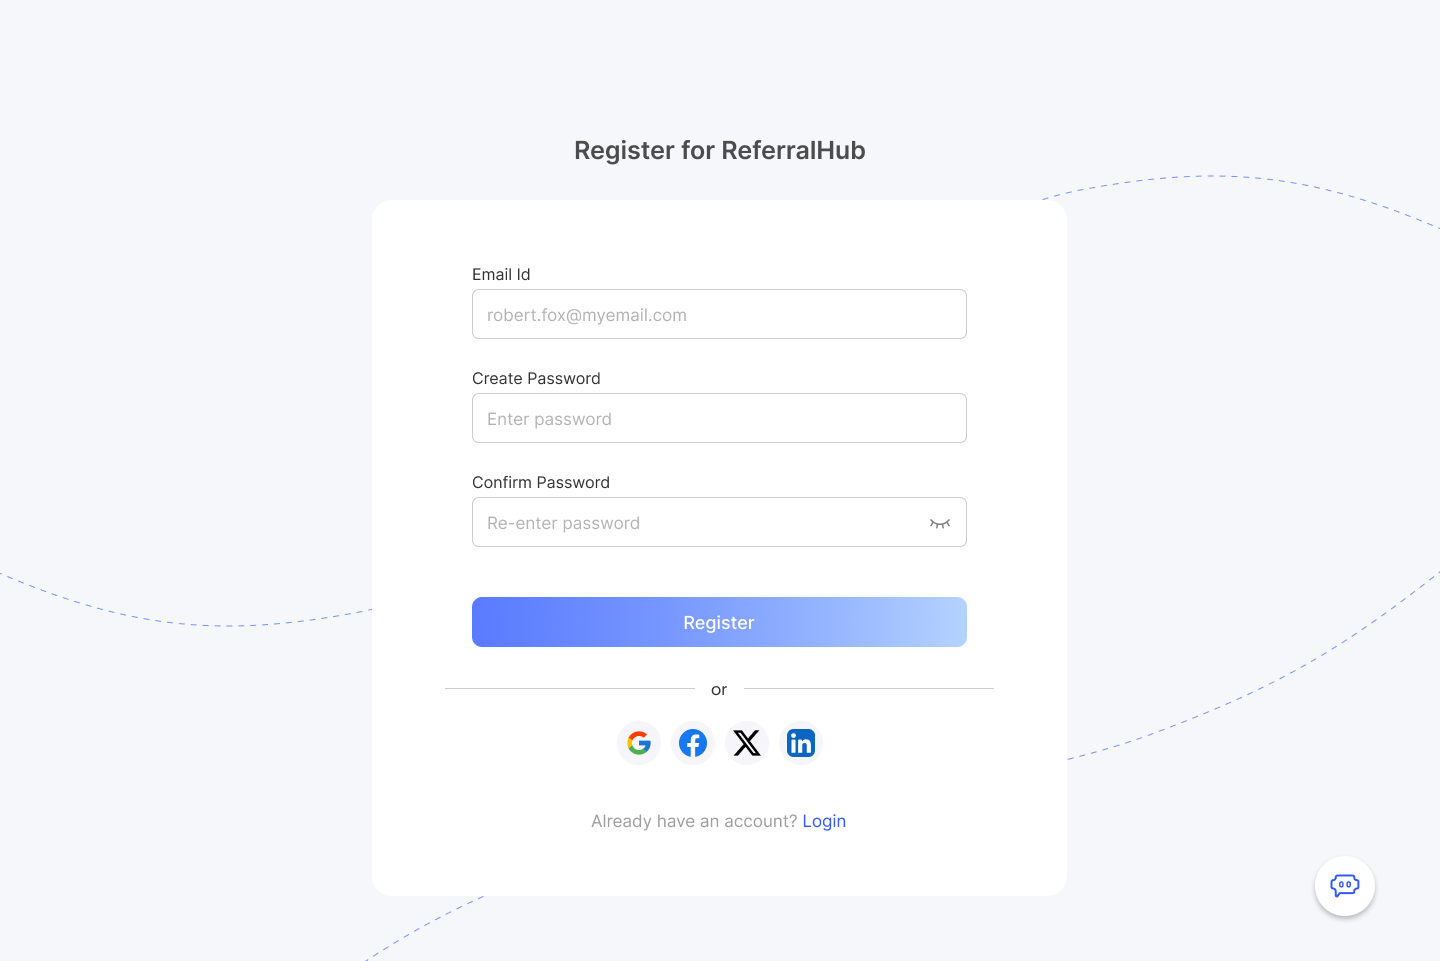 Register for ReferralHub
Email Id
robert.fox@myemail.com
Create Password
Enter password
Confirm Password
Re-enter password
Register
or
Already have an account? Login